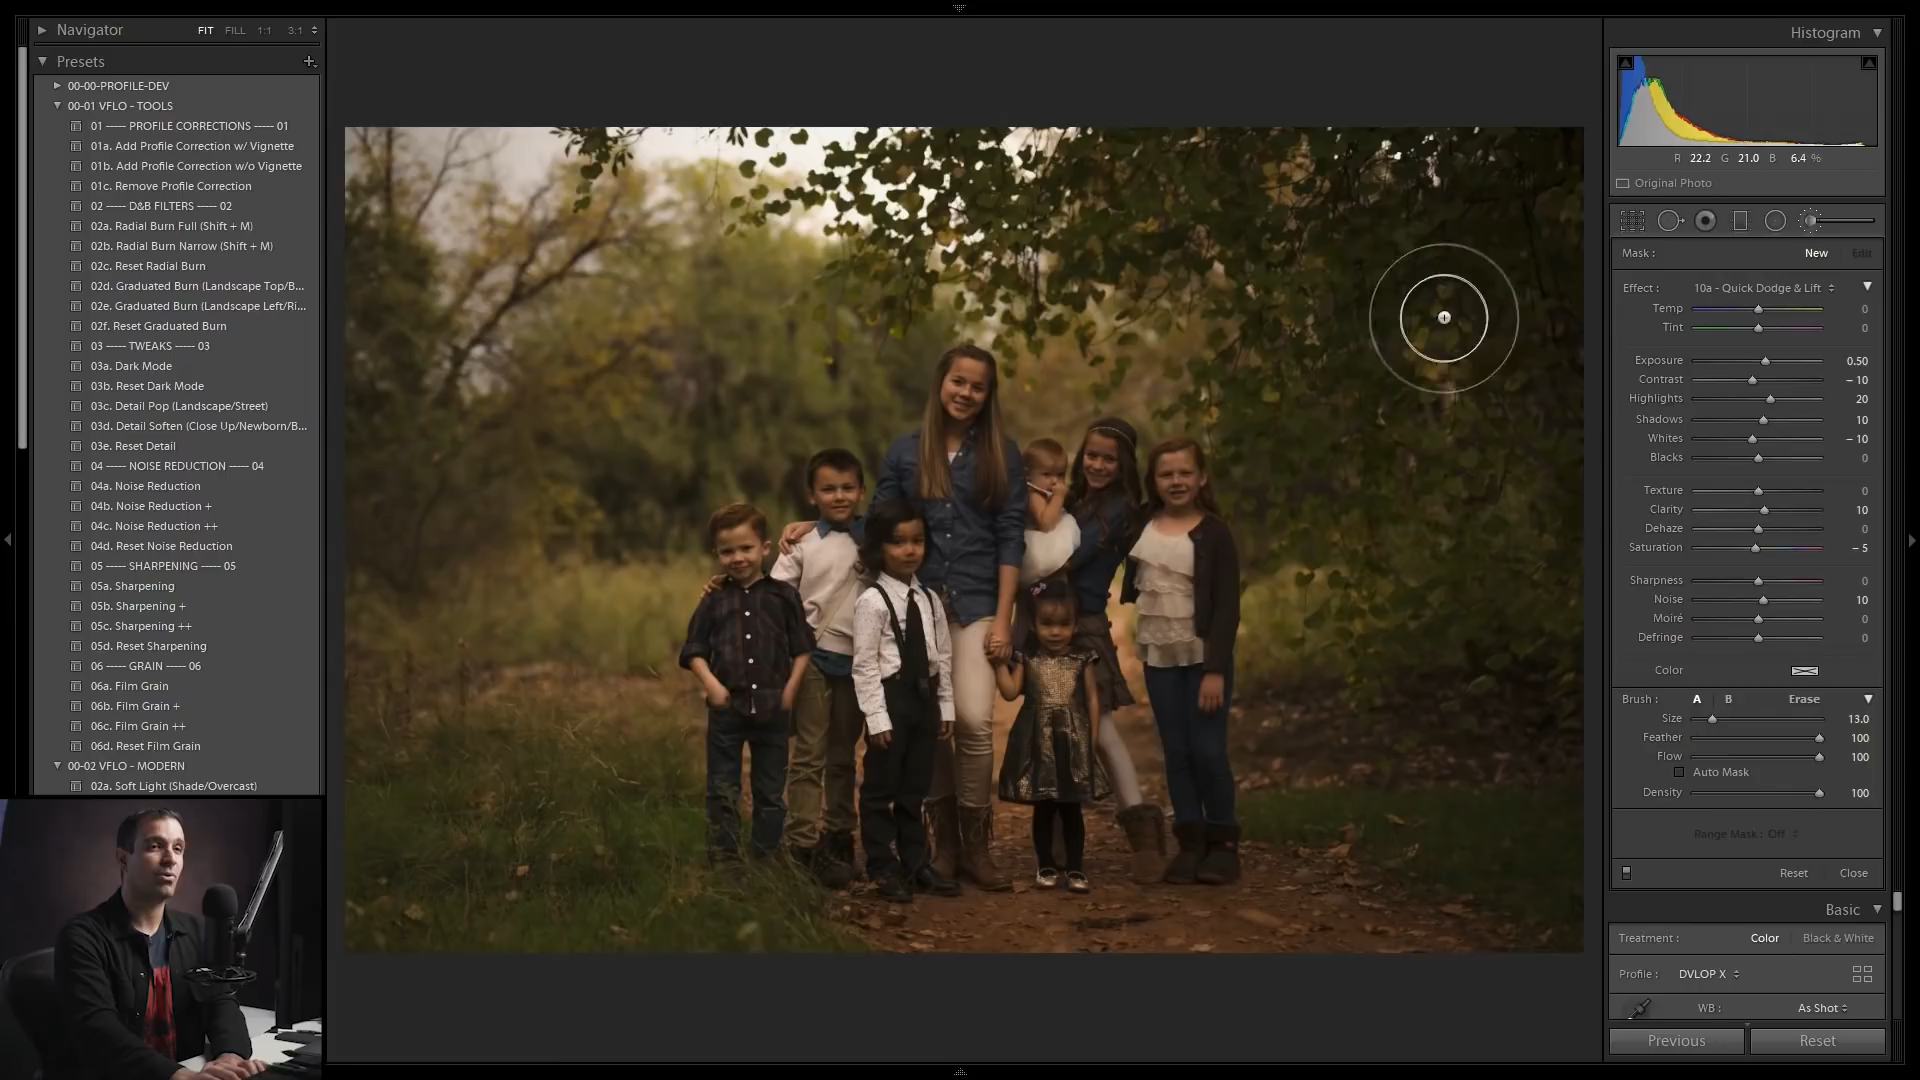 Navigator
FIT FILL 1:1 3:1
Presets
00-00-PROFILE-DEV
00-01 VFLO - TOOLS
01 ----- PROFILE CORRECTIONS ----- 01
01a. Add Profile Correction w/ Vignette
01b. Add Profile Correction w/o Vignette
01c. Remove Profile Correction
02 ----- D&B FILTERS ----- 02
02a. Radial Burn Full (Shift + M)
02b. Radial Burn Narrow (Shift + M)
02c. Reset Radial Burn
02d. Graduated Burn (Landscape Top/B...
02e. Graduated Burn (Landscape Left/Ri...
02f. Reset Graduated Burn
03 ----- TWEAKS ----- 03
03a. Dark Mode
03b. Reset Dark Mode
03c. Detail Pop (Landscape/Street)
03d. Detail Soften (Close Up/Newborn/B...
03e. Reset Detail
04 ----- NOISE REDUCTION ----- 04
04a. Noise Reduction
04b. Noise Reduction +
04c. Noise Reduction ++
04d. Reset Noise Reduction
05 ----- SHARPENING ----- 05
05a. Sharpening
05b. Sharpening +
05c. Sharpening ++
05d. Reset Sharpening
06 ----- GRAIN ----- 06
06a. Film Grain
06b. Film Grain +
06c. Film Grain ++
06d. Reset Film Grain
00-02 VFLO - MODERN
02a. Soft Light (Shade/Overcast)
Histogram
R 22.2 G 21.0 B 6.4 %
Original Photo
Mask : New Edit
Effect : 10a - Quick Dodge & Lift
Temp 0
Tint 0
Exposure 0.50
Contrast – 10
Highlights 20
Shadows 10
Whites – 10
Blacks 0
Texture 0
Clarity 10
Dehaze 0
Saturation – 5
Sharpness 0
Noise 10
Moiré 0
Defringe 0
Color
Brush : A B Erase
Size 13.0
Feather 100
Flow 100
Auto Mask
Density 100
Range Mask : Off
Reset Close
Basic
Treatment : Color Black & White
Profile : DVLOP X
WB : As Shot
Previous Reset